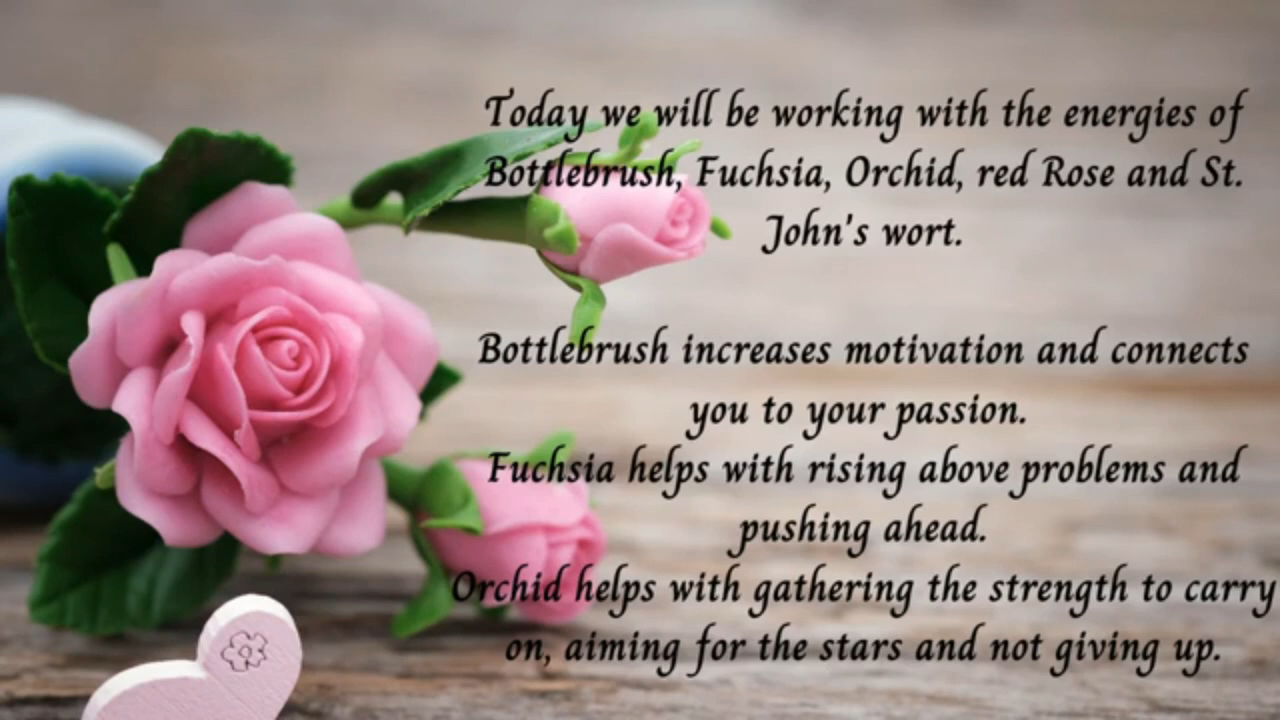 Today we will be working with the energies of
Bottlebrush, Fuchsia, Orchid, red Rose and St.
John's wort.
Bottlebrush increases motivation and connects
you to your passion.
Fuchsia helps with rising above problems and
pushing ahead.
Orchid helps with gathering the strength to carry
on, aiming for the stars and not giving up.